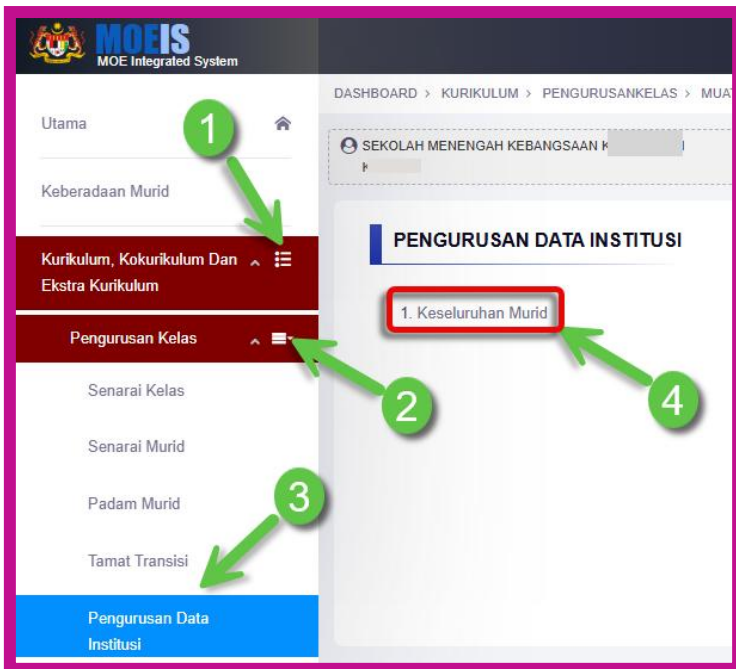 MOEIS
MOE Integrated System
DASHBOARD > KURIKULUM > PENGURUSANKELAS >
Utama
1
SEKOLAH MENENGAH KEBANGSAAN K
K
Keberadaan Murid
PENGURUSAN DATA INSTITUSI
Kurikulum, Kokurikulum Dan
Ekstra Kurikulum
1. Keseluruhan Murid
Pengurusan Kelas
2
4
Senarai Kelas
Senarai Murid
Padam Murid
3
Tamat Transisi
Pengurusan Data
Institusi